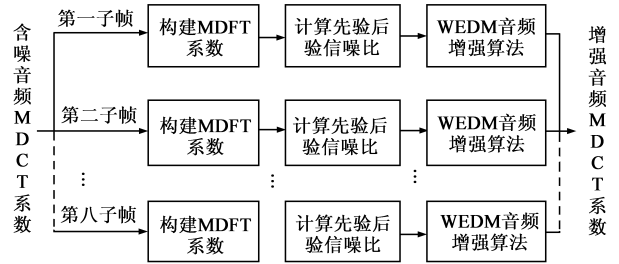 含噪音频MDCT系数
第一子帧
构建MDFT
系数
计算先验后
验信噪比
WEDM音频
增强算法
第二子帧
构建MDFT
系数
计算先验后
验信噪比
WEDM音频
增强算法
⋮
⋮
⋮
第八子帧
构建MDFT
系数
计算先验后
验信噪比
WEDM音频
增强算法
增强音频MDCT系数